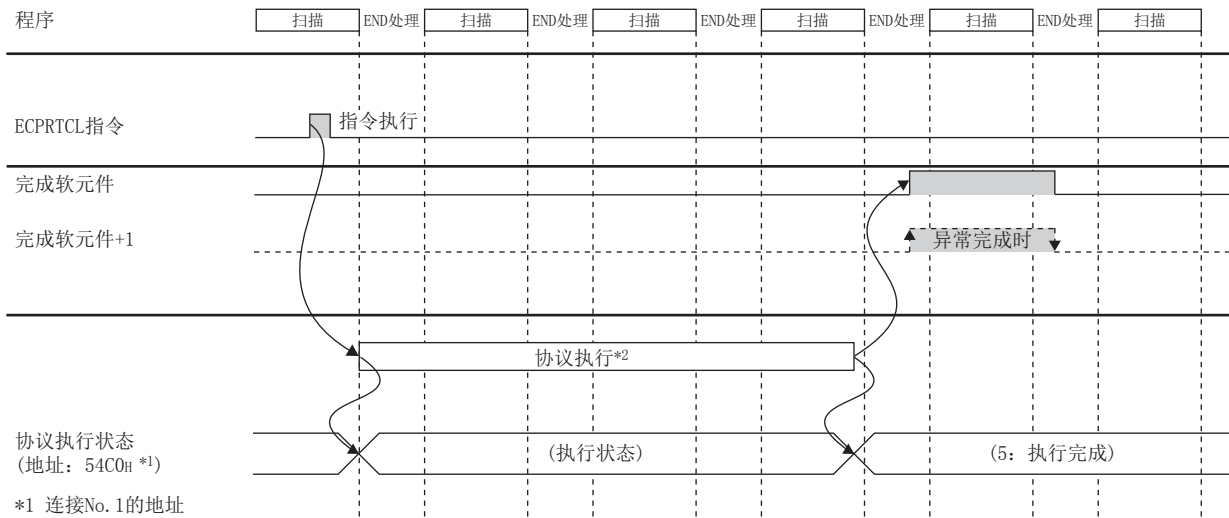 程序 扫描 END处理 扫描 END处理 扫描 END处理 扫描 END处理 扫描 END处理 扫描
ECPRTCL指令 指令执行
完成软元件
完成软元件+1 异常完成时
协议执行*2
协议执行状态
(地址：54C0H *1) (执行状态) (5：执行完成)
*1 连接No.1的地址